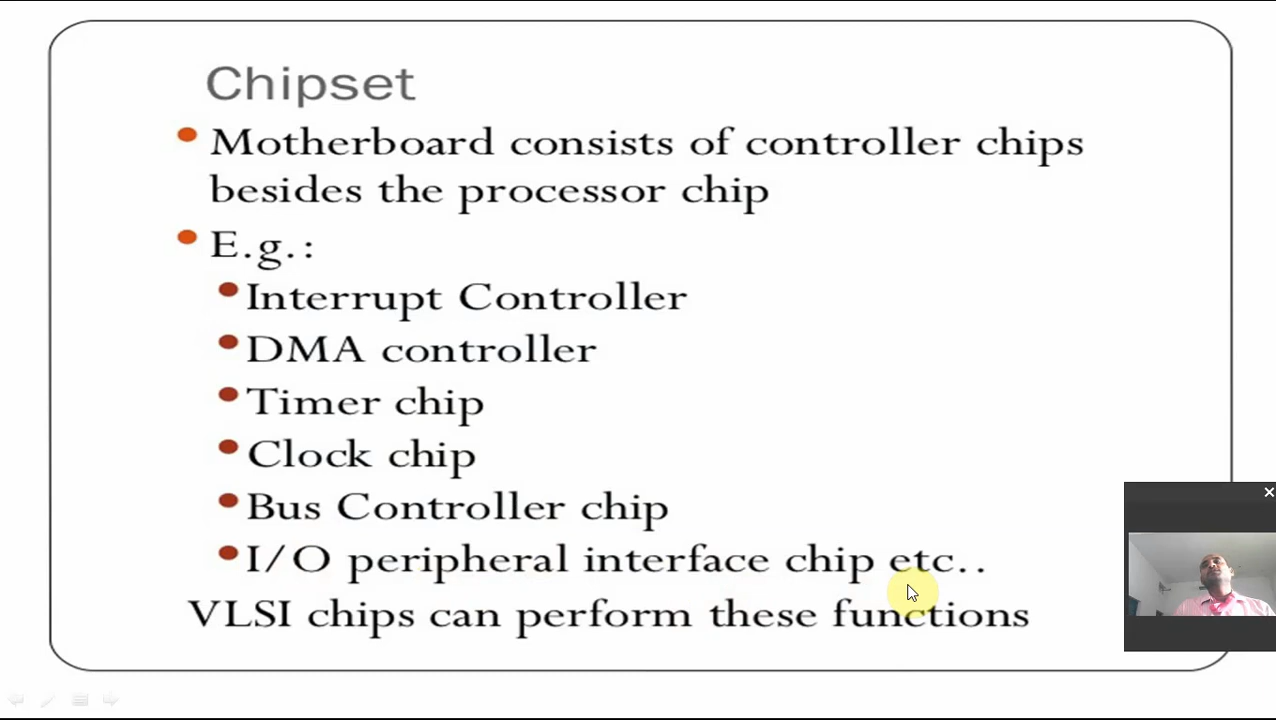 Chipset
Motherboard consists of controller chips
besides the processor chip
E.g.:
Interrupt Controller
DMA controller
Timer chip
Clock chip
Bus Controller chip
I/O peripheral interface chip etc..
VLSI chips can perform these functions